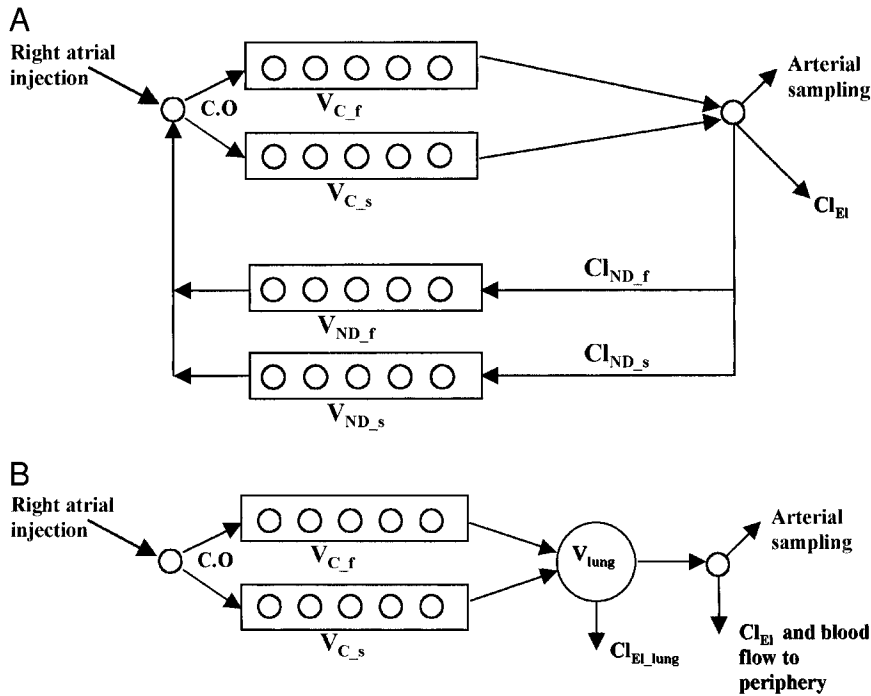 A
Right atrial
injection
C.O
V_C_f
V_C_s
Arterial
sampling
Cl_El
Cl_ND_f
V_ND_f
Cl_ND_s
V_ND_s
B
Right atrial
injection
C.O
V_C_f
V_C_s
V_lung
Cl_El_lung
Arterial
sampling
Cl_El and blood
flow to
periphery